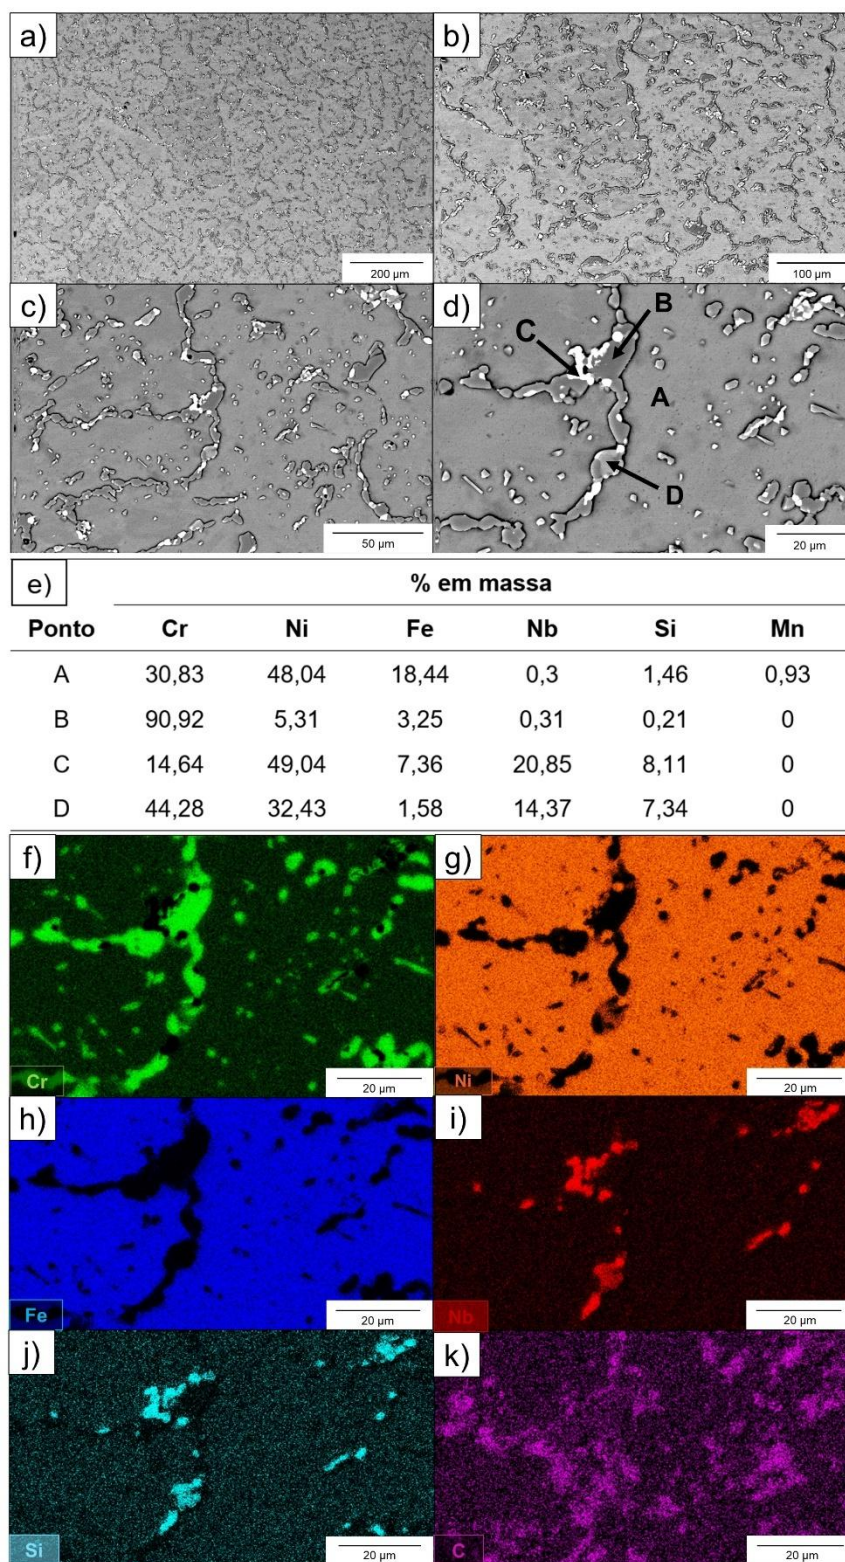 a)
b)
200 µm
100 µm
c)
d)
B
C
A
D
50 µm
20 µm
e)
% em massa
Ponto Cr Ni Fe Nb Si Mn
A 30,83 48,04 18,44 0,3 1,46 0,93
B 90,92 5,31 3,25 0,31 0,21 0
C 14,64 49,04 7,36 20,85 8,11 0
D 44,28 32,43 1,58 14,37 7,34 0
f)
g)
Cr
20 µm
Ni
20 µm
h)
i)
Fe
20 µm
Nb
20 µm
j)
k)
Si
20 µm
C
20 µm